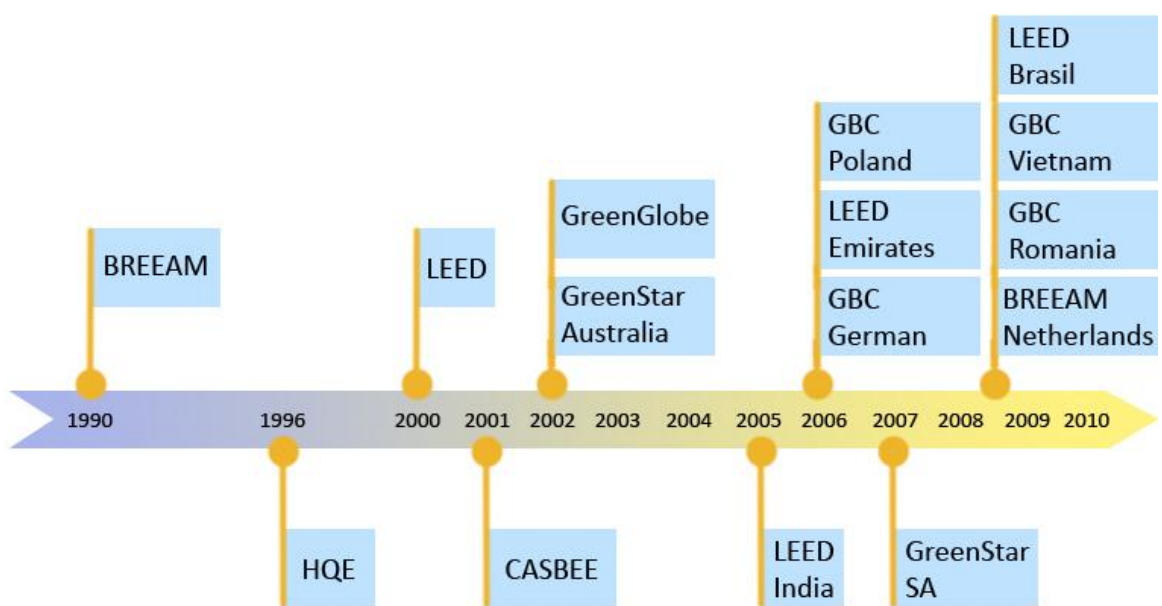 LEED
Brasil
GBC
Poland
GBC
Vietnam
GreenGlobe
LEED
Emirates
GBC
Romania
BREEAM
LEED
GreenStar
Australia
GBC
German
BREEAM
Netherlands
1990 1996 2000 2001 2002 2003 2004 2005 2006 2007 2008 2009 2010
HQE
CASBEE
LEED
India
GreenStar
SA